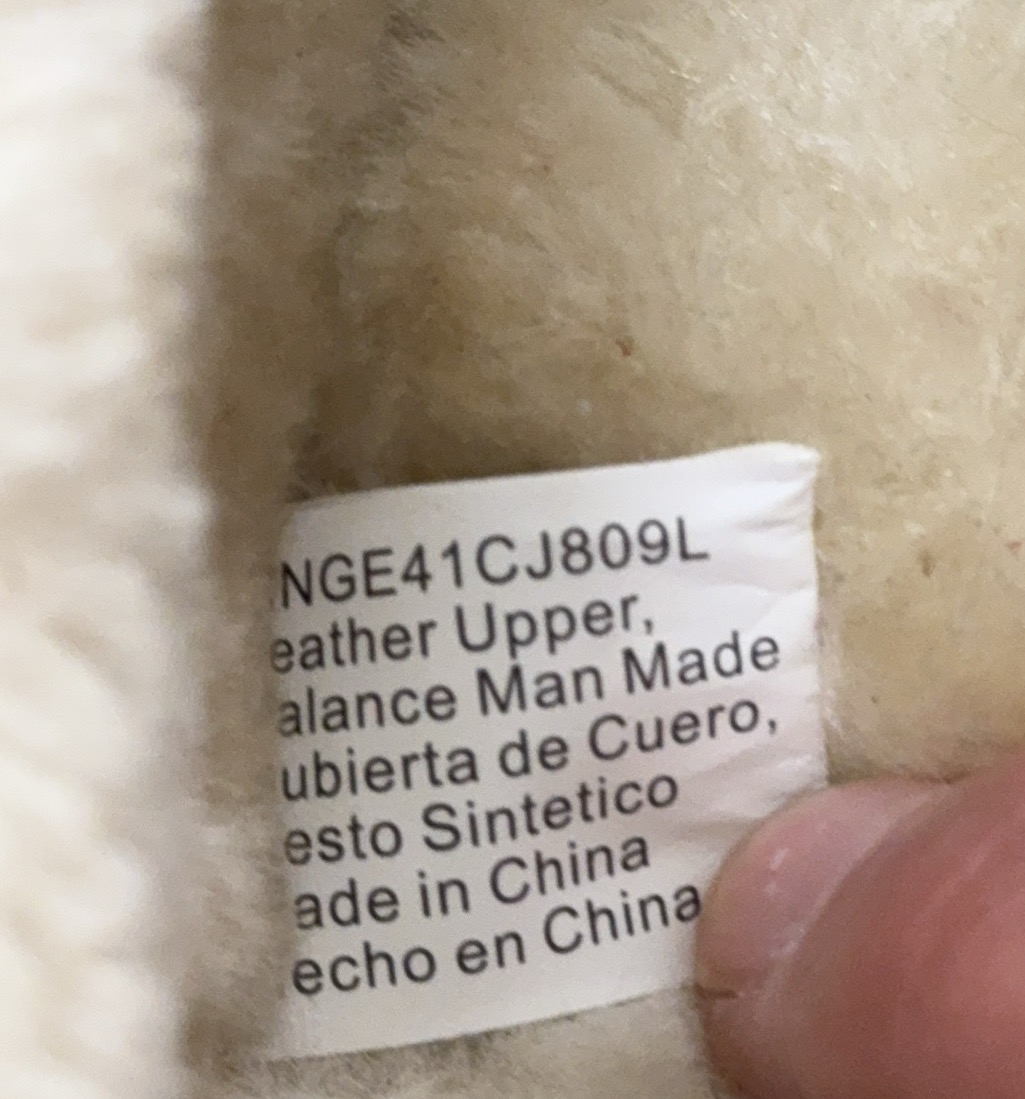 NGE41CJ809L
eather Upper,
alance Man Made
ubierta de Cuero,
esto Sintetico
ade in China
echo en China